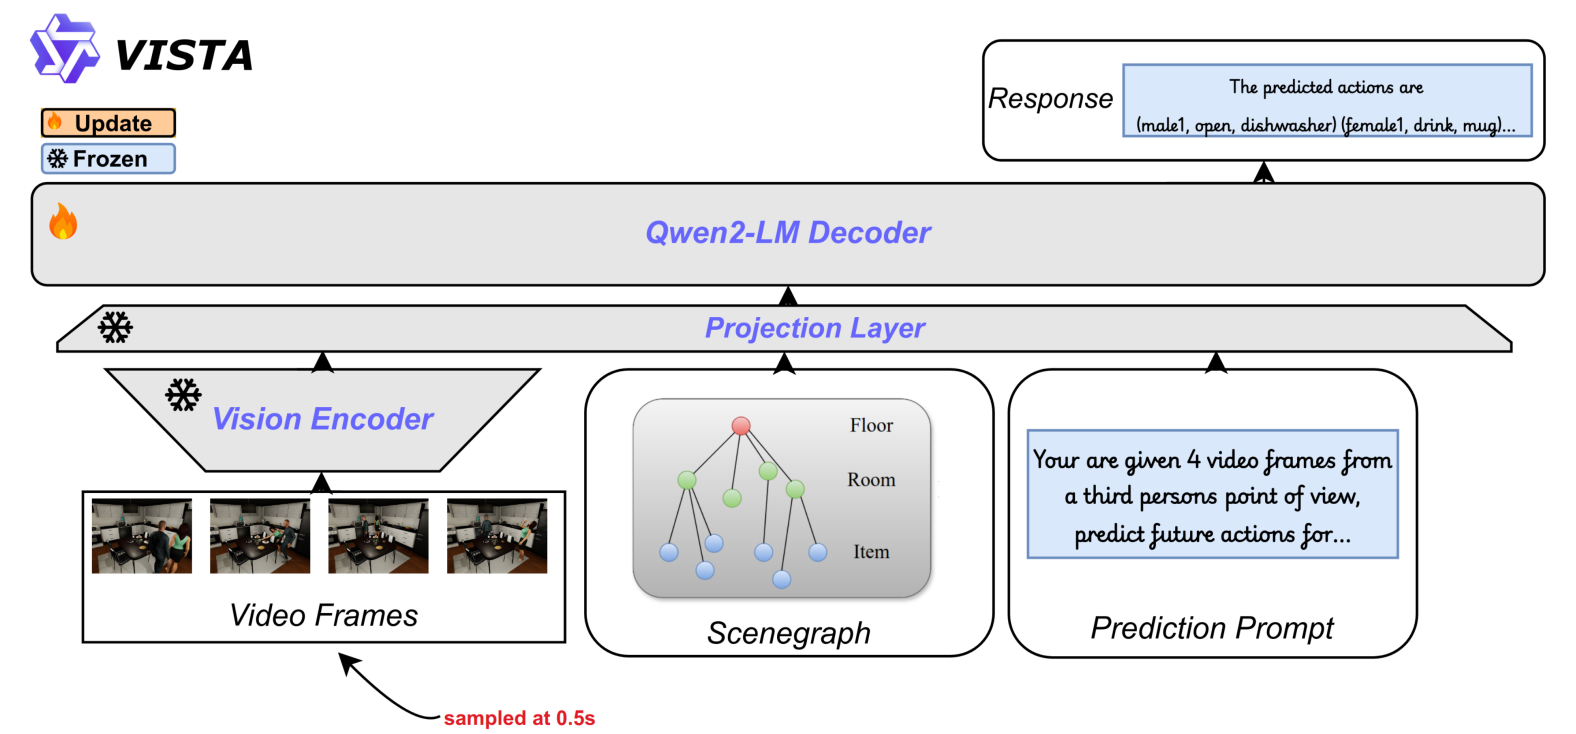 VISTA
Update
Frozen
Response
The predicted actions are
(male1, open, dishwasher) (female1, drink, mug)...
Qwen2-LM Decoder
Projection Layer
Vision Encoder
Video Frames
sampled at 0.5s
Floor
Room
Item
Scenegraph
Your are given 4 video frames from
a third persons point of view,
predict future actions for...
Prediction Prompt